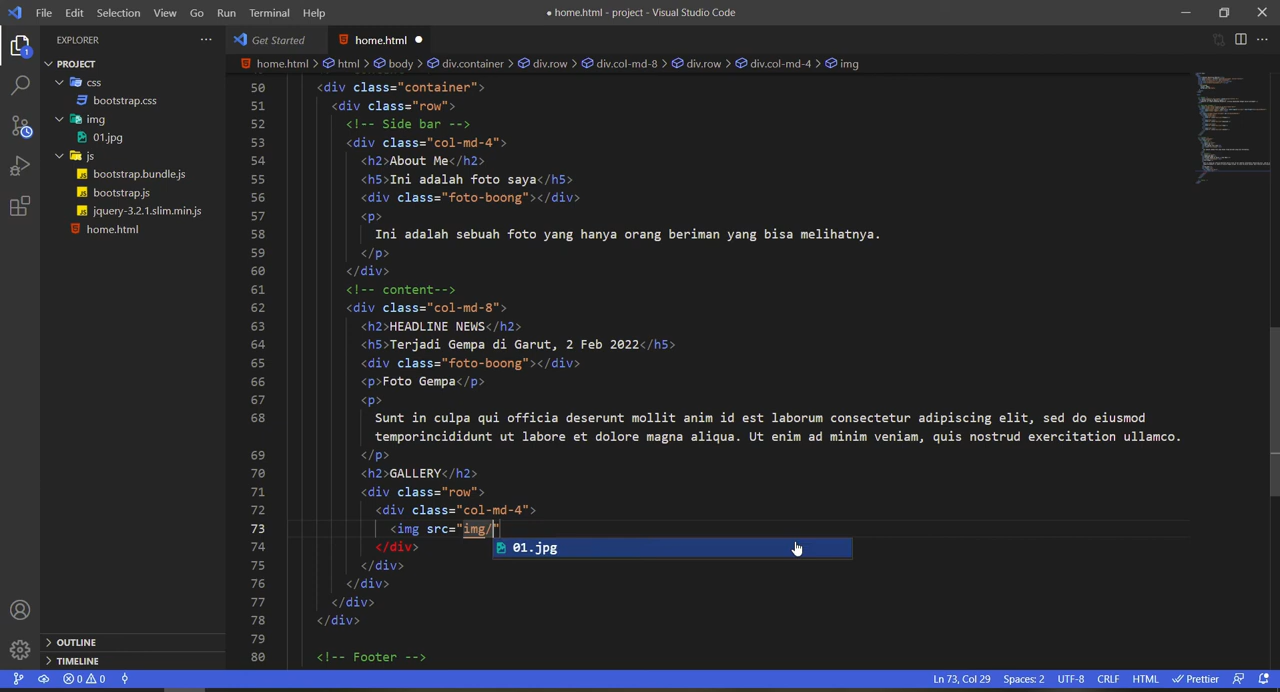 File Edit Selection View Go Run Terminal Help
● home.html - project - Visual Studio Code
EXPLORER
···
Get Started
home.html ●
PROJECT
home.html > html > body > div.container > div.row > div.col-md-8 > div.row > div.col-md-4 > img
css
bootstrap.css
img
01.jpg
js
bootstrap.bundle.js
bootstrap.js
jquery-3.2.1.slim.min.js
home.html
50 <div class="container">
51 <div class="row">
52 <!-- Side bar -->
53 <div class="col-md-4">
54 <h2>About Me</h2>
55 <h5>Ini adalah foto saya</h5>
56 <div class="foto-boong"></div>
57 <p>
58 Ini adalah sebuah foto yang hanya orang beriman yang bisa melihatnya.
59 </p>
60 </div>
61 <!-- content-->
62 <div class="col-md-8">
63 <h2>HEADLINE NEWS</h2>
64 <h5>Terjadi Gempa di Garut, 2 Feb 2022</h5>
65 <div class="foto-boong"></div>
66 <p>Foto Gempa</p>
67 <p>
68 Sunt in culpa qui officia deserunt mollit anim id est laborum consectetur adipiscing elit, sed do eiusmod
temporincididunt ut labore et dolore magna aliqua. Ut enim ad minim veniam, quis nostrud exercitation ullamco.
69 </p>
70 <h2>GALLERY</h2>
71 <div class="row">
72 <div class="col-md-4">
73 <img src="img/"
01.jpg
74 </div>
75 </div>
76 </div>
77 </div>
78 </div>
79
80 <!-- Footer -->
OUTLINE
TIMELINE
0 0
Ln 73, Col 29 Spaces: 2 UTF-8 CRLF HTML Prettier